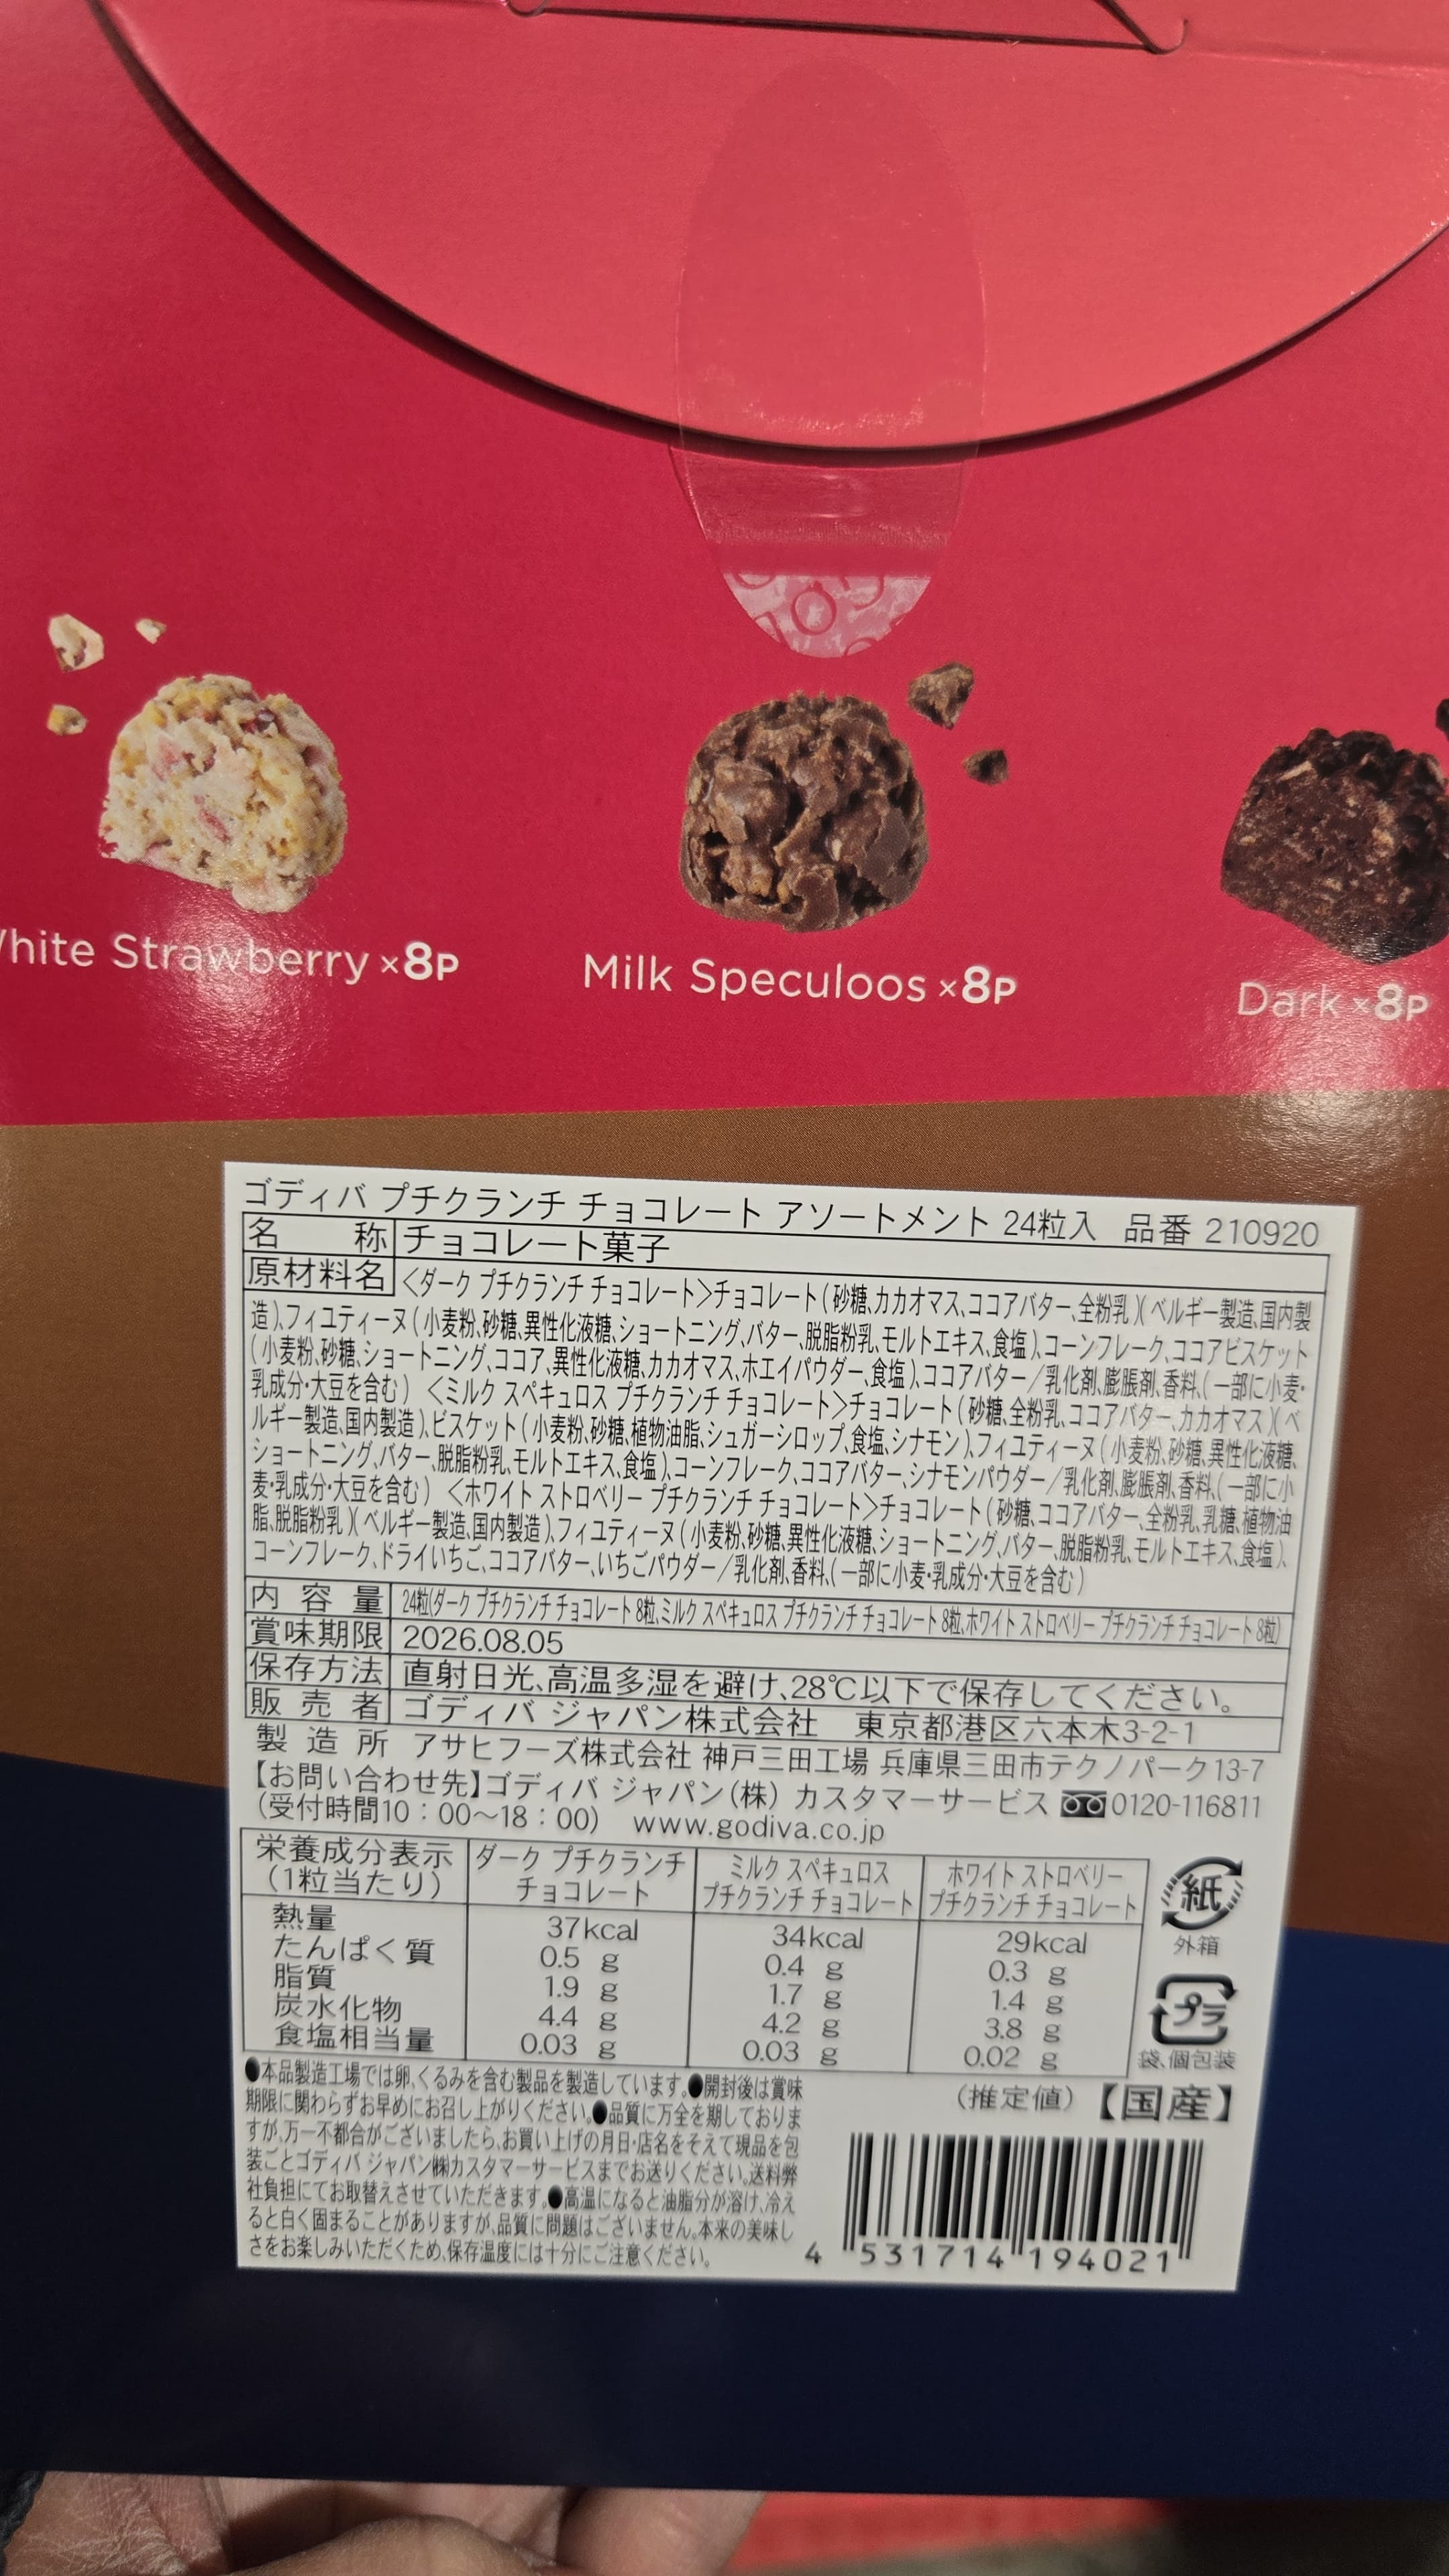 White Strawberry ×8P
Milk Speculoos ×8P
Dark ×8P
ゴディバ プチクランチ チョコレート アソートメント 24粒入 品番 210920
名称 チョコレート菓子
原材料名 〈ダーク プチクランチ チョコレート〉チョコレート(砂糖、カカオマス、ココアバター、全粉乳)(ベルギー製造、国内製
造)、フィユティーヌ(小麦粉、砂糖、異性化液糖、ショートニング、バター、脱脂粉乳、モルトエキス、食塩)、コーンフレーク、ココアビスケット
(小麦粉、砂糖、ショートニング、ココア、異性化液糖、カカオマス、ホエイパウダー、食塩)、ココアバター/乳化剤、膨脹剤、香料、(一部に小麦・
乳成分・大豆を含む) 〈ミルク スペキュロス プチクランチ チョコレート〉チョコレート(砂糖、全粉乳、ココアバター、カカオマス)(ベ
ルギー製造、国内製造)、ビスケット(小麦粉、砂糖、植物油脂、シュガーシロップ、食塩、シナモン)、フィユティーヌ(小麦粉、砂糖、異性化液糖、
ショートニング、バター、脱脂粉乳、モルトエキス、食塩)、コーンフレーク、ココアバター、シナモンパウダー/乳化剤、膨脹剤、香料、(一部に小
麦・乳成分・大豆を含む) 〈ホワイト ストロベリー プチクランチ チョコレート〉チョコレート(砂糖、ココアバター、全粉乳、乳糖、植物油
脂、脱脂粉乳)(ベルギー製造、国内製造)、フィユティーヌ(小麦粉、砂糖、異性化液糖、ショートニング、バター、脱脂粉乳、モルトエキス、食塩)、
コーンフレーク、ドライいちご、ココアバター、いちごパウダー/乳化剤、香料、(一部に小麦・乳成分・大豆を含む)
内容量 24粒(ダーク プチクランチ チョコレート 8粒、ミルク スペキュロス プチクランチ チョコレート 8粒、ホワイト ストロベリー プチクランチ チョコレート 8粒)
賞味期限 2026.08.05
保存方法 直射日光、高温多湿を避け、28℃以下で保存してください。
販売者 ゴディバ ジャパン株式会社 東京都港区六本木3-2-1
製造所 アサヒフーズ株式会社 神戸三田工場 兵庫県三田市テクノパーク13-7
【お問い合わせ先】ゴディバ ジャパン(株) カスタマーサービス 0120-116811
(受付時間10:00〜18:00) www.godiva.co.jp
栄養成分表示 (1粒当たり) ダーク プチクランチ チョコレート ミルク スペキュロス プチクランチ チョコレート ホワイト ストロベリー プチクランチ チョコレート
熱量 37kcal 34kcal 29kcal
たんぱく質 0.5 g 0.4 g 0.3 g
脂質 1.9 g 1.7 g 1.4 g
炭水化物 4.4 g 4.2 g 3.8 g
食塩相当量 0.03 g 0.03 g 0.02 g
紙
外箱
プラ
袋、個包装
(推定値)【国産】
●本品製造工場では卵、くるみを含む製品を製造しています。●開封後は賞味
期限に関わらずお早めにお召し上がりください。●品質に万全を期しておりま
すが、万一不都合がございましたら、お買い上げの月日・店名をそえて現品を包
装ごとゴディバ ジャパン㈱カスタマーサービスまでお送りください。送料弊
社負担にてお取替えさせていただきます。●高温になると油脂分が溶け、冷え
ると白く固まることがありますが、品質に問題はございません。本来の美味し
さをお楽しみいただくため、保存温度には十分にご注意ください。
4 531714 194021